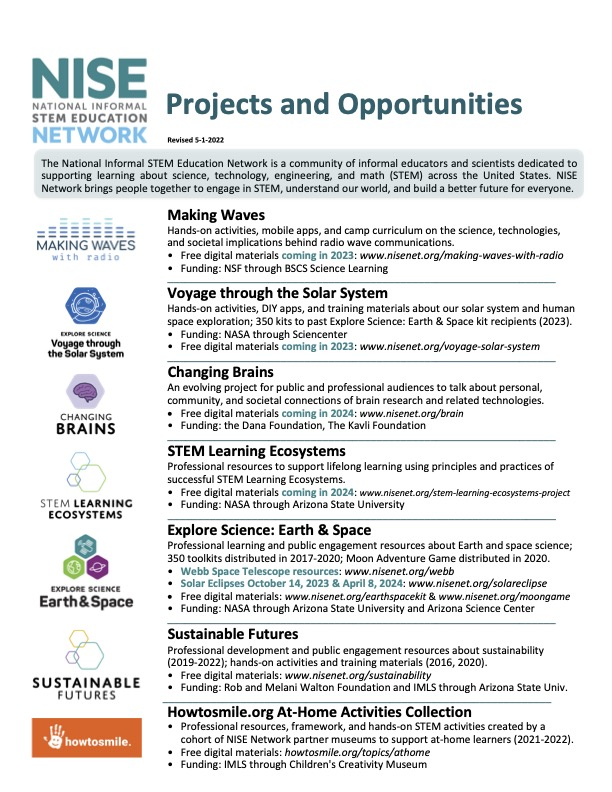 NISE
NATIONAL INFORMAL
STEM EDUCATION
NETWORK
Projects and Opportunities
Revised 5-1-2022
The National Informal STEM Education Network is a community of informal educators and scientists dedicated to
supporting learning about science, technology, engineering, and math (STEM) across the United States. NISE
Network brings people together to engage in STEM, understand our world, and build a better future for everyone.
MAKING WAVES
with radio
Making Waves
Hands-on activities, mobile apps, and camp curriculum on the science, technologies,
and societal implications behind radio wave communications.
• Free digital materials coming in 2023: www.nisenet.org/making-waves-with-radio
• Funding: NSF through BSCS Science Learning
EXPLORE SCIENCE
Voyage through
the Solar System
Voyage through the Solar System
Hands-on activities, DIY apps, and training materials about our solar system and human
space exploration; 350 kits to past Explore Science: Earth & Space kit recipients (2023).
• Funding: NASA through Sciencenter
• Free digital materials coming in 2023: www.nisenet.org/voyage-solar-system
CHANGING
BRAINS
Changing Brains
An evolving project for public and professional audiences to talk about personal,
community, and societal connections of brain research and related technologies.
• Free digital materials coming in 2024: www.nisenet.org/brain
• Funding: the Dana Foundation, The Kavli Foundation
STEM LEARNING
ECOSYSTEMS
STEM Learning Ecosystems
Professional resources to support lifelong learning using principles and practices of
successful STEM Learning Ecosystems.
• Free digital materials coming in 2024: www.nisenet.org/stem-learning-ecosystems-project
• Funding: NASA through Arizona State University
EXPLORE SCIENCE
Earth & Space
Explore Science: Earth & Space
Professional learning and public engagement resources about Earth and space science;
350 toolkits distributed in 2017-2020; Moon Adventure Game distributed in 2020.
• Webb Space Telescope resources: www.nisenet.org/webb
• Solar Eclipses October 14, 2023 & April 8, 2024: www.nisenet.org/solareclipse
• Free digital materials: www.nisenet.org/earthspacekit & www.nisenet.org/moongame
• Funding: NASA through Arizona State University and Arizona Science Center
SUSTAINABLE
FUTURES
Sustainable Futures
Professional development and public engagement resources about sustainability
(2019-2022); hands-on activities and training materials (2016, 2020).
• Free digital materials: www.nisenet.org/sustainability
• Funding: Rob and Melani Walton Foundation and IMLS through Arizona State Univ.
howtosmile.
Howtosmile.org At-Home Activities Collection
• Professional resources, framework, and hands-on STEM activities created by a
cohort of NISE Network partner museums to support at-home learners (2021-2022).
• Free digital materials: howtosmile.org/topics/athome
• Funding: IMLS through Children's Creativity Museum